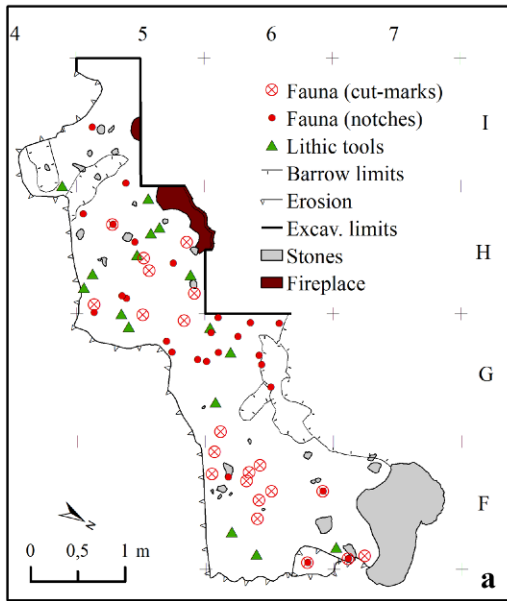 4 5 6 7
Fauna (cut-marks)
Fauna (notches)
Lithic tools
Barrow limits
Erosion
Excav. limits
Stones
Fireplace
I
H
G
F
N
0 0,5 1 m
a